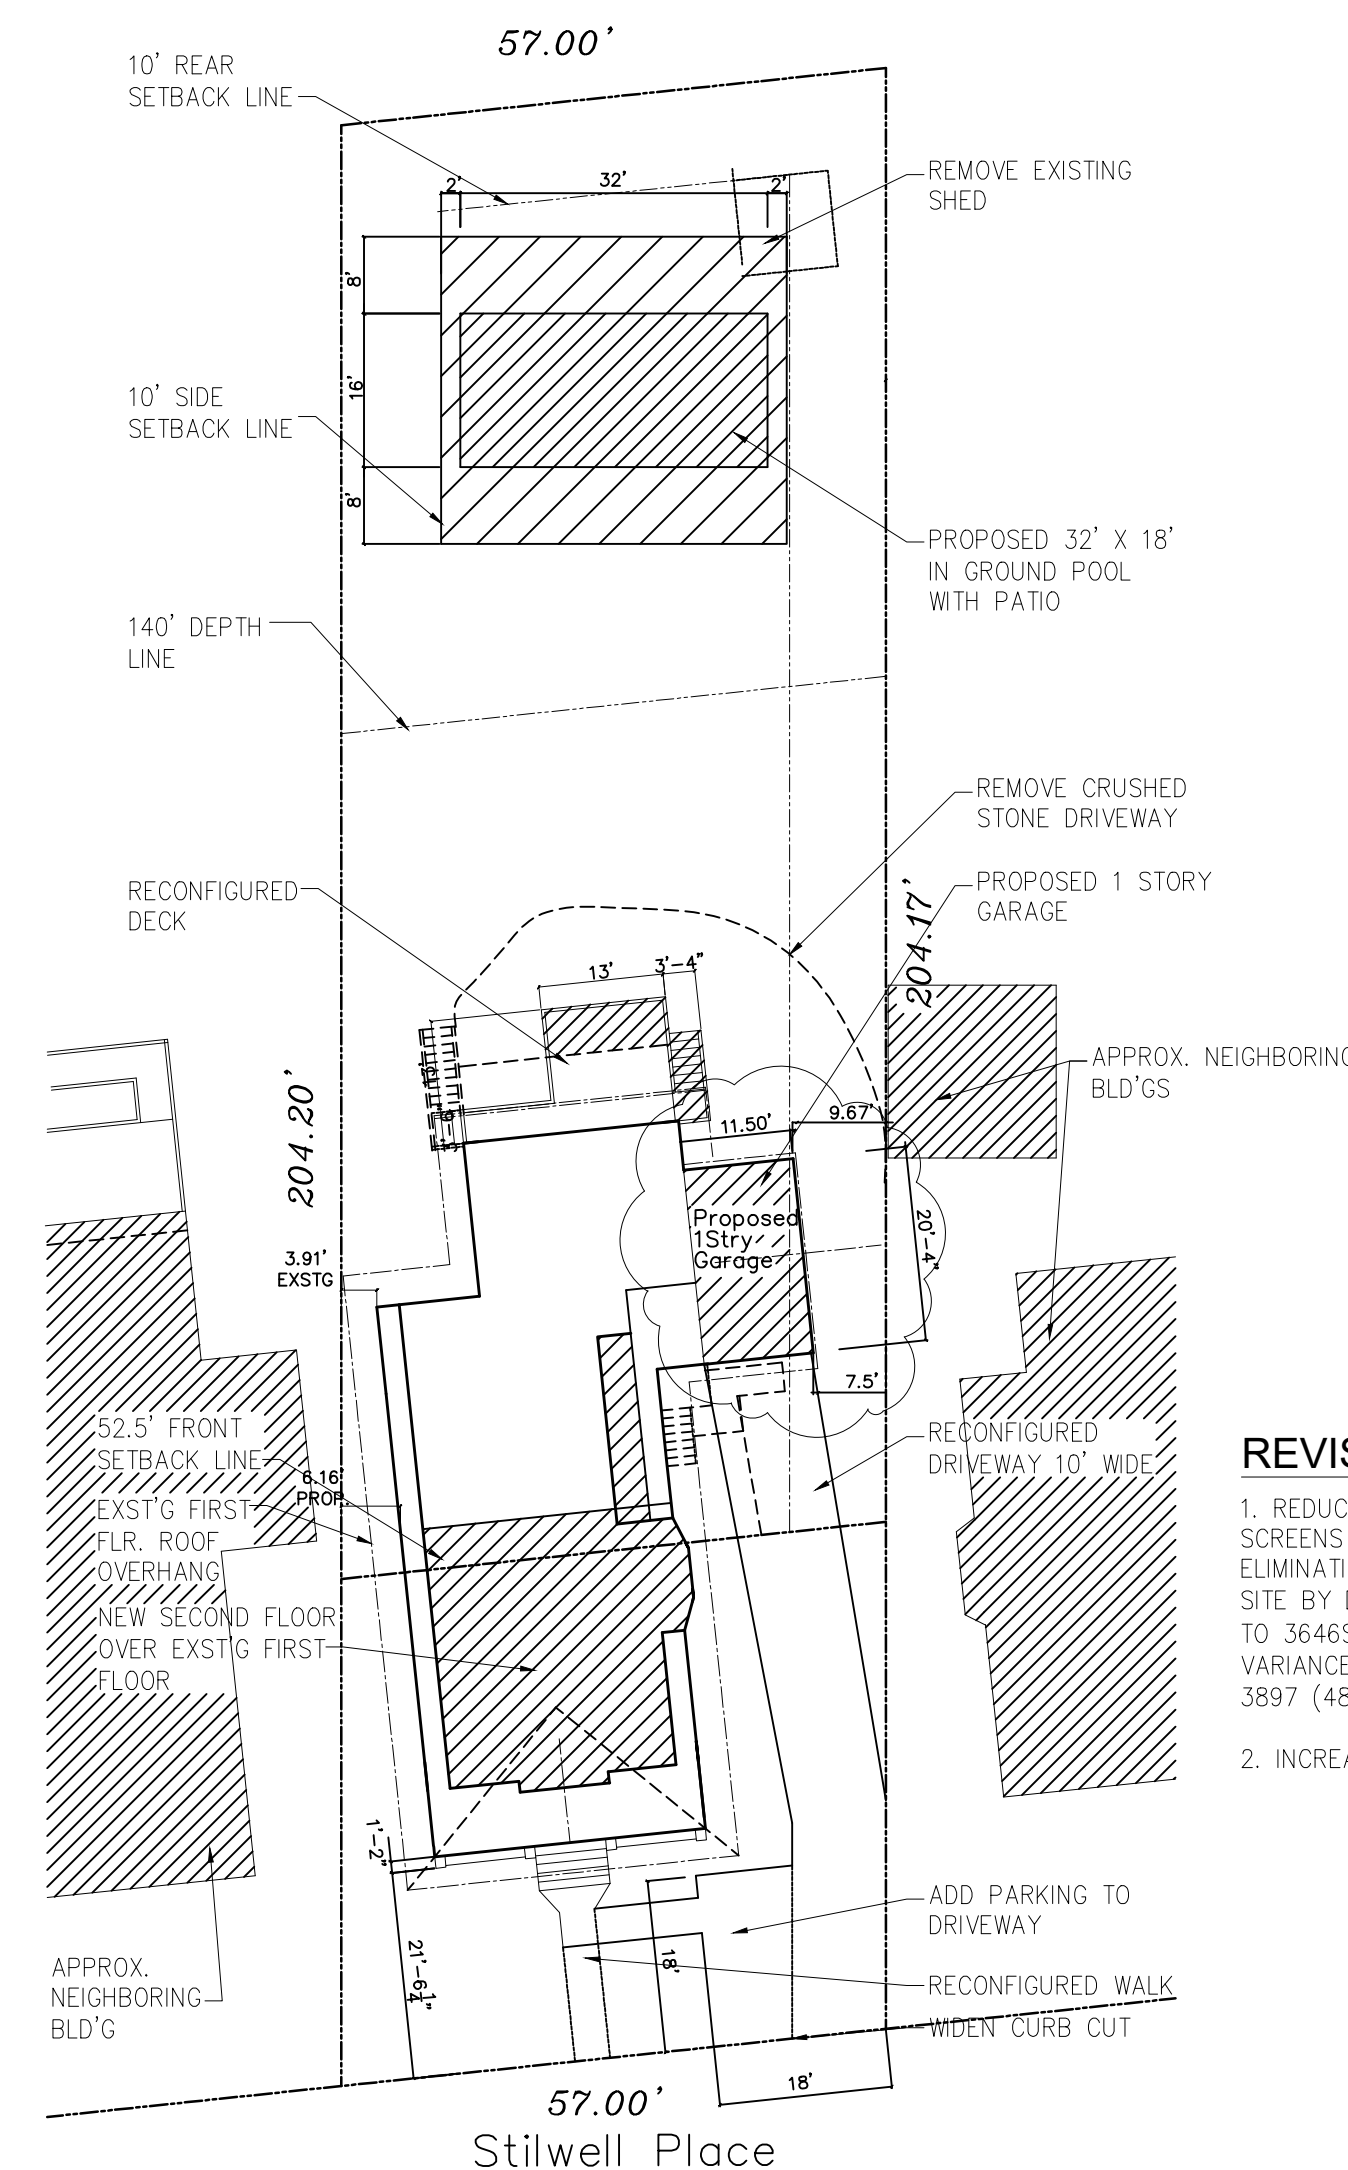 57.00'
10' REAR
SETBACK LINE
REMOVE EXISTING
SHED
2'
32'
2'
8'
16'
8'
10' SIDE
SETBACK LINE
PROPOSED 32' X 18'
IN GROUND POOL
WITH PATIO
140' DEPTH
LINE
REMOVE CRUSHED
STONE DRIVEWAY
PROPOSED 1 STORY
GARAGE
RECONFIGURED
DECK
204.17'
13'
3'-4"
13'
APPROX. NEIGHBORING
BLD'GS
204.20'
11.50'
9.67'
Proposed
1Stry
Garage
20'-4"
3.91'
EXSTG
7.5'
52.5' FRONT
SETBACK LINE
6.16'
PROP.
RECONFIGURED
DRIVEWAY 10' WIDE
EXST'G FIRST
FLR. ROOF
OVERHANG
NEW SECOND FLOOR
OVER EXST'G FIRST
FLOOR
REVIS
1. REDUC
SCREENS
ELIMINATI
SITE BY
TO 3646S
VARIANCE
3897 (48
2. INCREA
1'-2"
21'-6 1/4"
18'
ADD PARKING TO
DRIVEWAY
RECONFIGURED WALK
WIDEN CURB CUT
APPROX.
NEIGHBORING
BLD'G
18'
57.00'
Stilwell Place